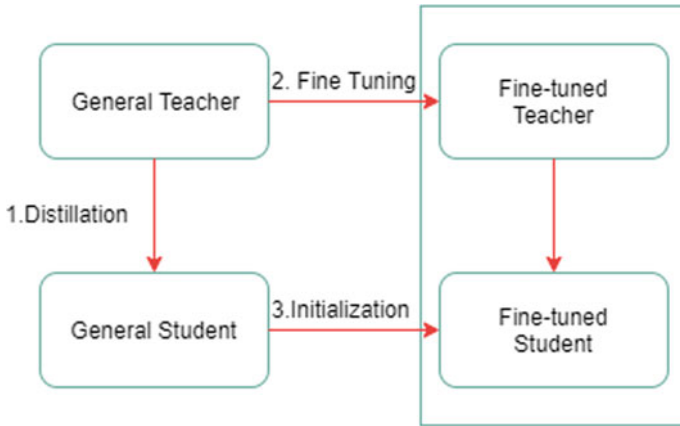 General Teacher
2. Fine Tuning
Fine-tuned
Teacher
1.Distillation
General Student
3.Initialization
Fine-tuned
Student